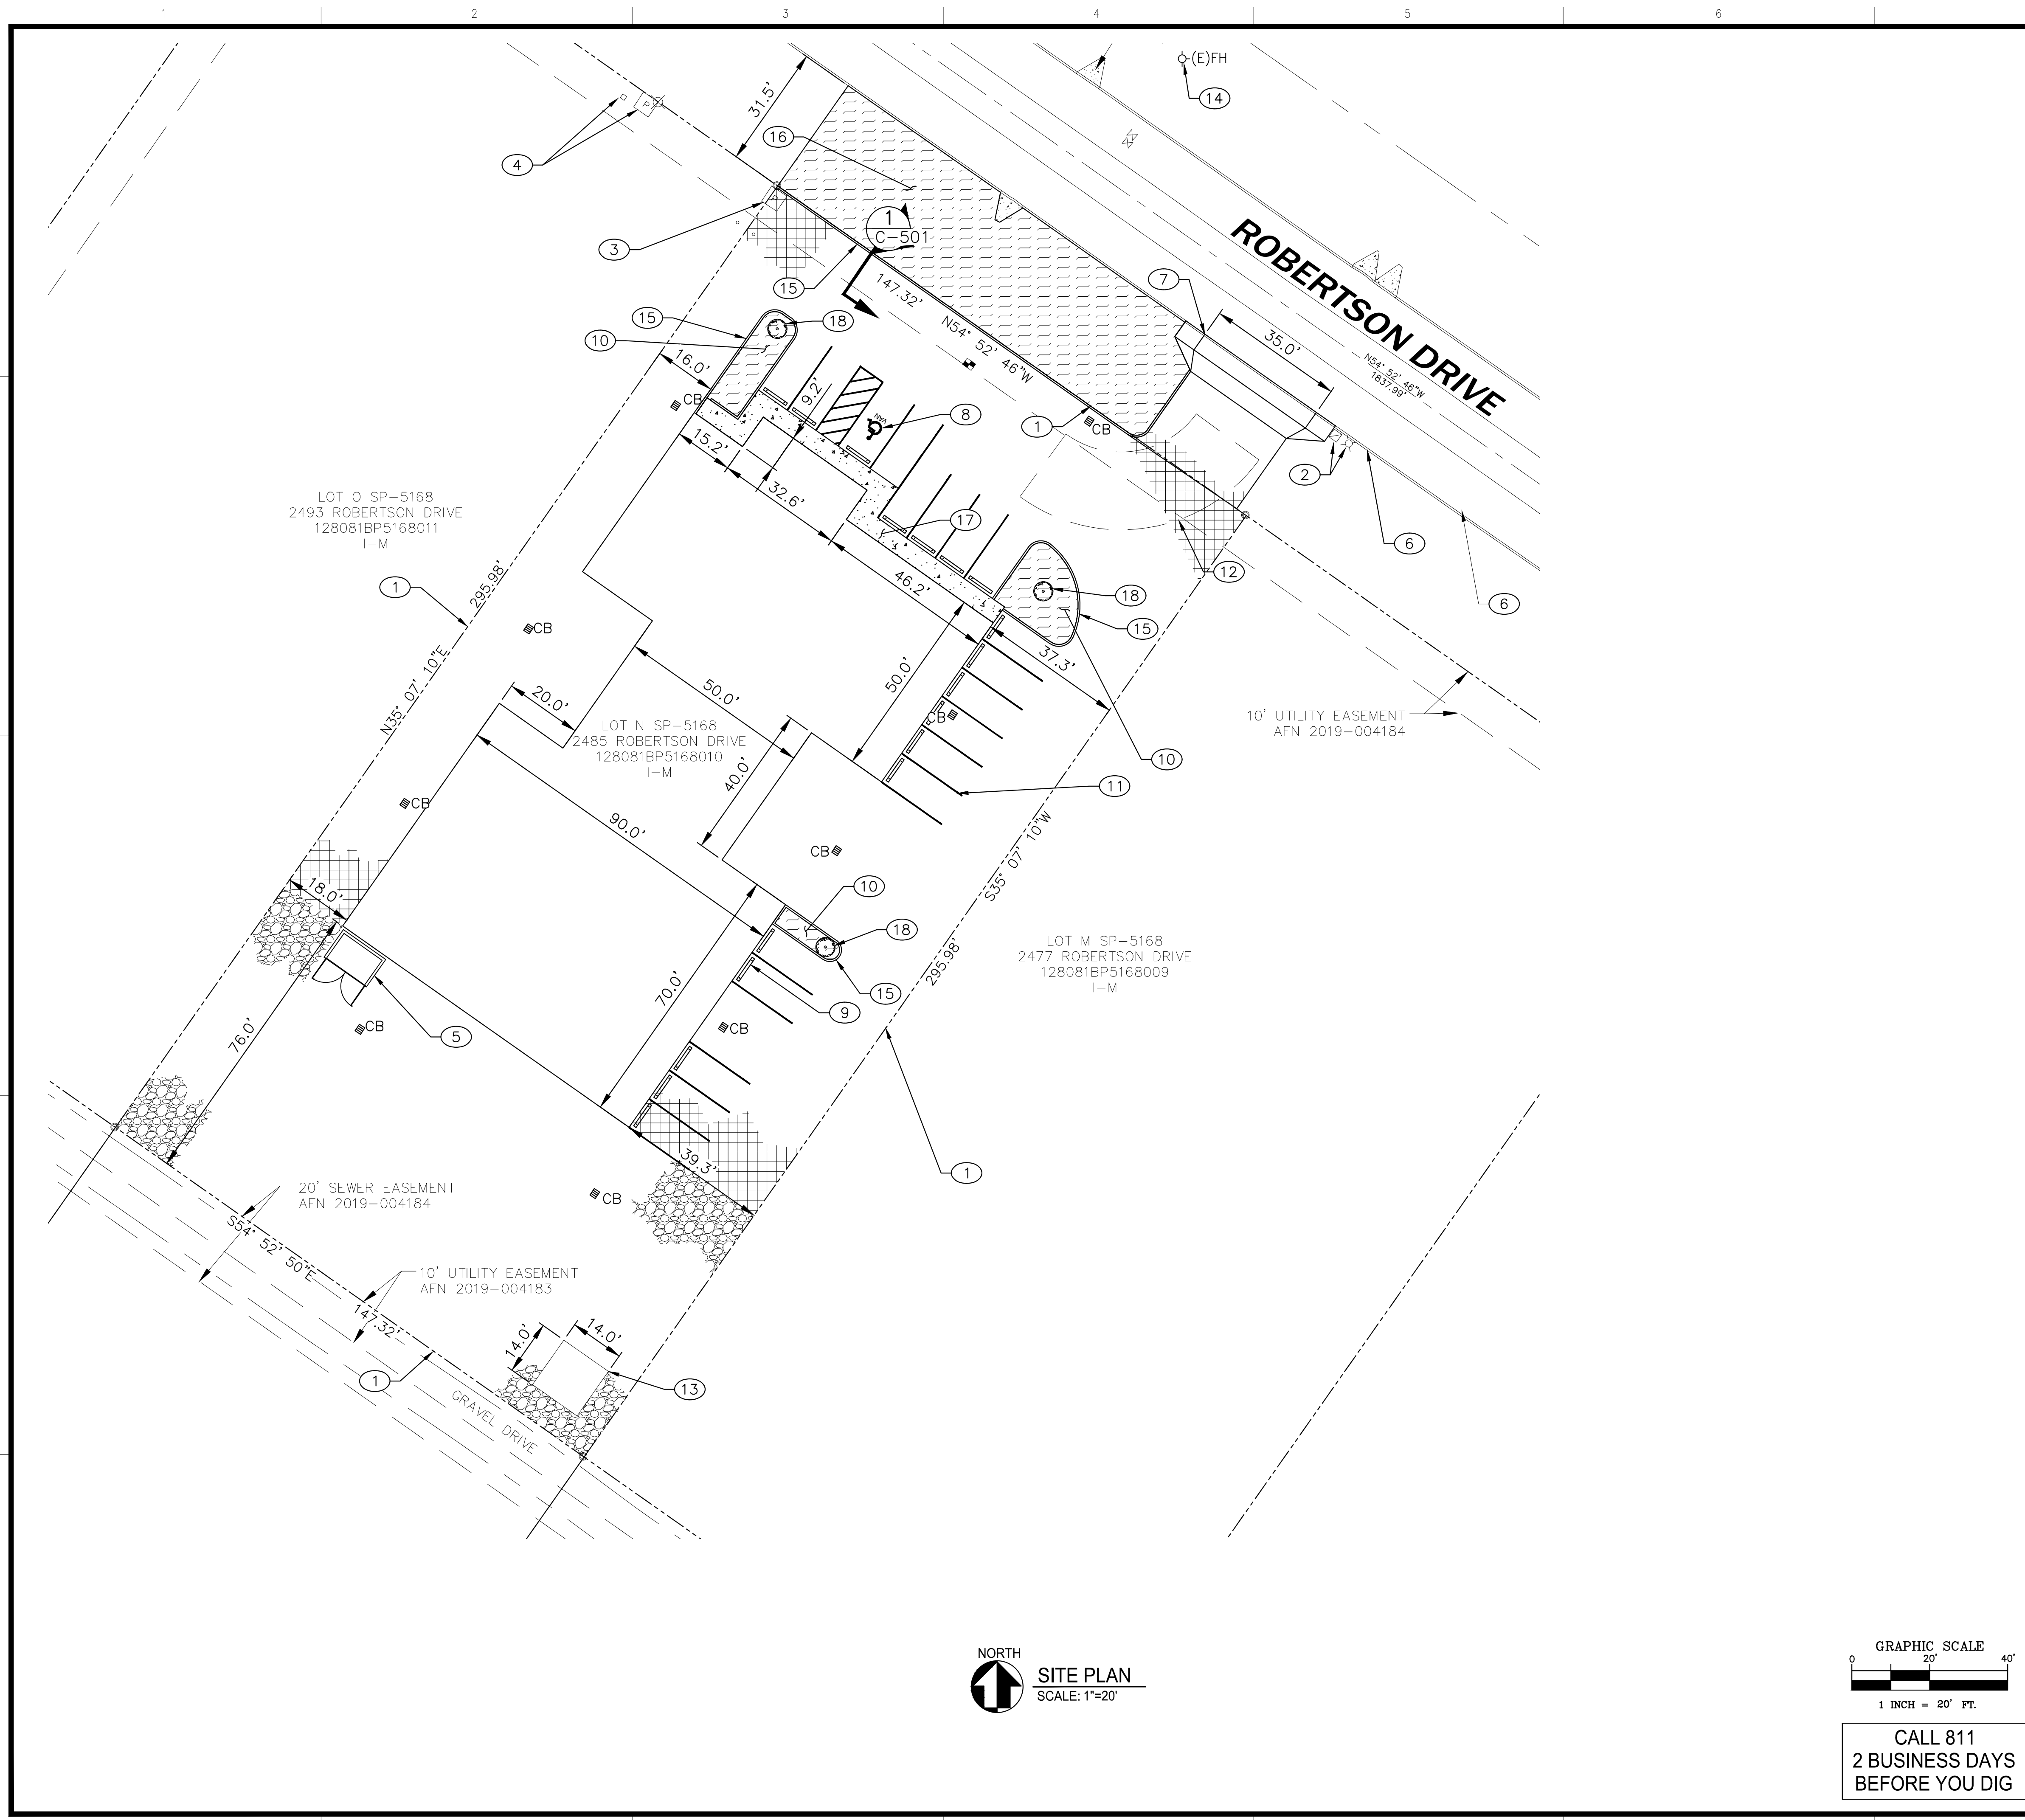 1 2 3 4 5 6
(E)FH
14
31.5'
16
4
P
3
1
C-501
15
147.32'
N54° 52' 46"W
7
35.0'
ROBERTSON DRIVE
N54° 52' 46"W
1837.99'
15
18
10
16.0'
CB
9.2'
VAN
8
1
CB
2
15.2'
32.6'
17
6
6
12
LOT O SP-5168
2493 ROBERTSON DRIVE
128081BP5168011
I-M
1
295.98'
N35° 07' 10"E
CB
46.2'
18
15
37.3'
50.0'
50.0'
20.0'
LOT N SP-5168
2485 ROBERTSON DRIVE
128081BP5168010
I-M
CB
10' UTILITY EASEMENT
AFN 2019-004184
10
11
40.0'
CB
90.0'
CB
S35° 07' 10"W
295.98'
10
18
18.0'
15
9
LOT M SP-5168
2477 ROBERTSON DRIVE
128081BP5168009
I-M
70.0'
CB
76.0'
CB
5
1
39.3'
CB
20' SEWER EASEMENT
AFN 2019-004184
S54° 52' 50"E
10' UTILITY EASEMENT
AFN 2019-004183
147.32'
14.0'
14.0'
1
13
GRAVEL DRIVE
NORTH
SITE PLAN
SCALE: 1"=20'
GRAPHIC SCALE
0 20' 40'
1 INCH = 20' FT.
CALL 811
2 BUSINESS DAYS
BEFORE YOU DIG